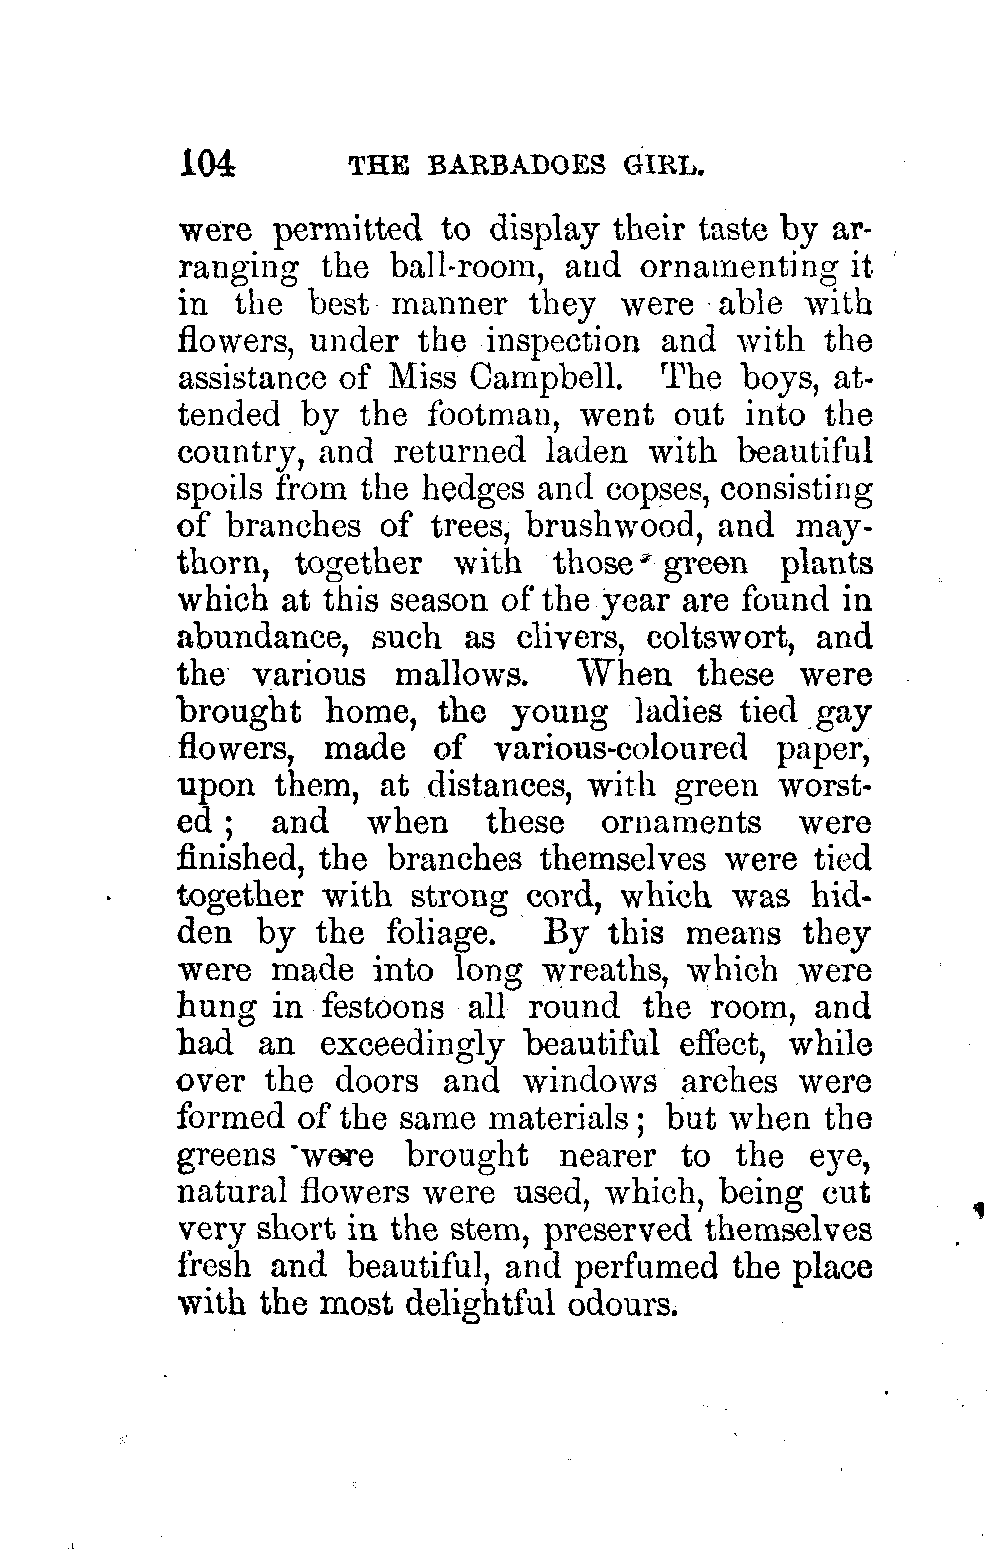 104 THE BARBADOES GIRL.
were permitted to display their taste by ar-
ranging the ball-room, and ornamenting it
in the best manner they were able with
flowers, under the inspection and with the
assistance of Miss Campbell. The boys, at-
tended by the footman, went out into the
country, and returned laden with beautiful
spoils from the hedges and copses, consisting
of branches of trees, brushwood, and may-
thorn, together with those green plants
which at this season of the year are found in
abundance, such as clivers, coltswort, and
the various mallows. When these were
brought home, the young ladies tied gay
flowers, made of various-coloured paper,
upon them, at distances, with green worst-
ed ; and when these ornaments were
finished, the branches themselves were tied
together with strong cord, which was hid-
den by the foliage. By this means they
were made into long wreaths, which were
hung in festoons all round the room, and
had an exceedingly beautiful effect, while
over the doors and windows arches were
formed of the same materials; but when the
greens were brought nearer to the eye,
natural flowers were used, which, being cut
very short in the stem, preserved themselves
fresh and beautiful, and perfumed the place
with the most delightful odours.